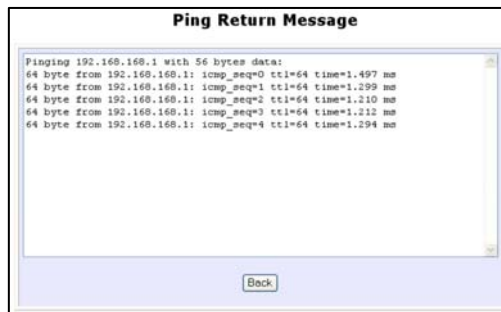 Ping Return Message
Pinging 192.168.168.1 with 56 bytes data:
64 byte from 192.168.168.1: icmp_seq=0 ttl=64 time=1.497 ms
64 byte from 192.168.168.1: icmp_seq=1 ttl=64 time=1.299 ms
64 byte from 192.168.168.1: icmp_seq=2 ttl=64 time=1.210 ms
64 byte from 192.168.168.1: icmp_seq=3 ttl=64 time=1.212 ms
64 byte from 192.168.168.1: icmp_seq=4 ttl=64 time=1.294 ms
Back